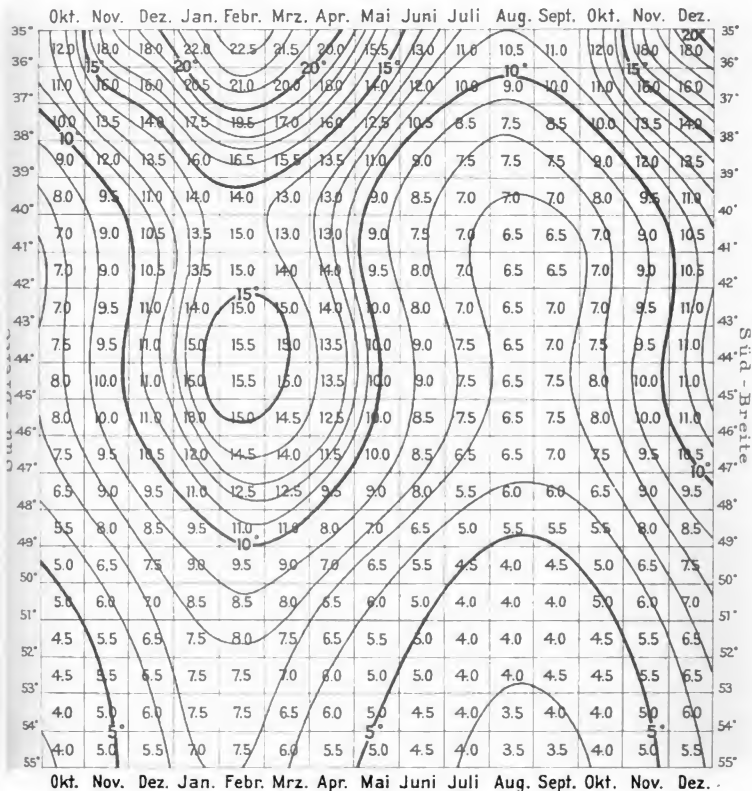 Okt. Nov. Dez. Jan. Febr. Mrz. Apr. Mai Juni Juli Aug. Sept. Okt. Nov. Dez.
35° 35°
12.0 18.0 18.0 22.0 22.5 21.5 20.0 15.5 13.0 11.0 10.5 11.0 12.0 18.0 18.0
20°
36° 15° 20° 20° 15° 10° 15° 36°
11.0 16.0 16.0 20.5 21.0 20.0 18.0 14.0 12.0 10.0 9.0 10.0 11.0 16.0 16.0
37° 37°
10.0 13.5 14.0 17.5 19.5 17.0 16.0 12.5 10.5 8.5 7.5 8.5 10.0 13.5 14.0
38° 10° 38°
9.0 12.0 13.5 16.0 16.5 15.5 13.5 11.0 9.0 7.5 7.5 7.5 9.0 12.0 13.5
39° 39°
8.0 9.5 11.0 14.0 14.0 13.0 13.0 9.0 8.5 7.5 7.0 7.0 8.0 9.5 11.0
40° 40°
7.0 9.0 10.5 3.5 15.0 13.0 13.0 9.0 7.5 7.0 6.5 6.5 7.0 9.0 10.5
41° 41°
7.0 9.0 10.5 3.5 15.0 14.0 14.0 9.5 8.0 7.0 6.5 6.5 7.0 9.0 10.5
42° 15° 42°
7.0 9.5 11.0 14.0 15.0 15.0 14.0 10.0 8.0 7.5 6.5 7.0 7.0 9.5 11.0
43° 43°
7.5 9.5 11.0 15.0 15.5 15.0 13.5 10.0 9.0 7.5 6.5 7.0 7.5 9.5 11.0
44° 44°
8.0 10.0 11.0 15.5 13.5 10.0 9.0 7.5 6.5 7.5 8.0 10.0 11.0
45° 45°
8.0 10.0 11.0 13.0 15.0 14.5 12.5 10.0 8.5 7.5 6.5 7.5 8.0 10.0 11.0
46° 46°
7.5 9.5 10.5 12.0 14.5 14.0 11.5 10.0 8.5 6.5 6.5 7.0 7.5 9.5 10.5
47° 10° 47°
6.5 9.0 9.5 11.0 12.5 12.5 9.5 9.0 8.0 5.5 6.0 6.0 6.5 9.0 9.5
48° 48°
5.5 8.0 8.5 9.5 11.0 11.0 8.0 7.0 6.5 5.0 5.5 5.5 5.5 8.0 8.5
49° 10° 49°
5.0 6.5 7.5 9.0 9.5 9.0 7.0 6.0 5.5 4.5 4.0 4.5 5.0 6.5 7.5
50° 50°
5.0 6.0 7.0 8.5 8.5 8.0 6.5 6.0 5.0 4.0 4.0 4.0 5.0 6.0 7.0
51° 51°
4.5 5.5 6.5 7.5 8.0 7.5 6.5 5.5 5.0 4.0 4.0 4.0 4.5 5.5 6.5
52° 52°
4.5 5.5 6.5 7.5 7.5 7.0 6.0 5.0 5.0 4.0 4.0 4.5 4.5 5.5 6.5
53° 53°
4.0 5.0 6.0 7.5 7.5 6.5 6.0 5.0 4.5 4.0 3.5 4.0 4.0 5.0 6.0
54° 5° 5° 5° 54°
4.0 5.0 5.5 7.0 7.5 6.0 5.5 5.0 4.5 4.0 3.5 3.5 4.0 5.0 5.5
55° 55°
Okt. Nov. Dez. Jan. Febr. Mrz. Apr. Mai Juni Juli Aug. Sept. Okt. Nov. Dez.
Süd Breite